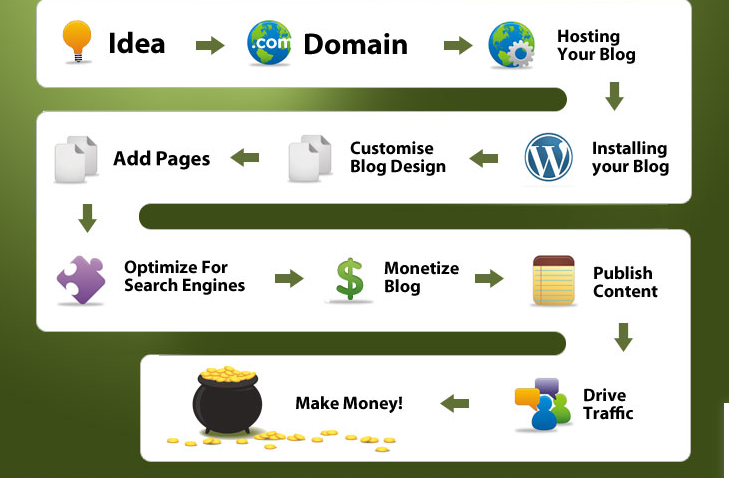 Idea
.com
Domain
Hosting
Your Blog
Installing
your Blog
Customise
Blog Design
Add Pages
Optimize For
Search Engines
$
Monetize
Blog
Publish
Content
Drive
Traffic
Make Money!